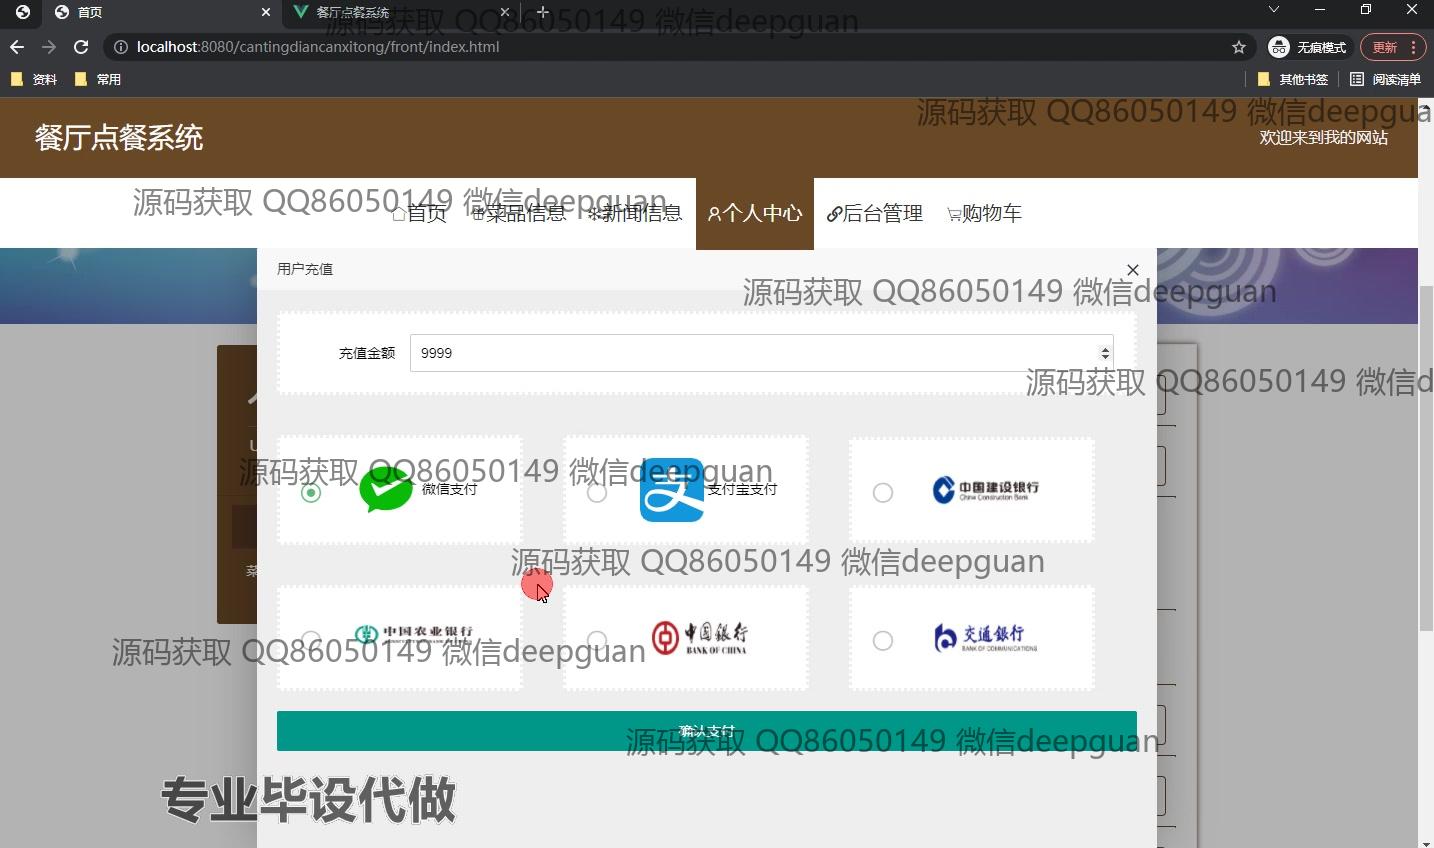 首页
餐厅点餐系统
localhost:8080/cantingdiancanxitong/front/index.html
无痕模式
更新
资料
常用
其他书签
阅读清单
源码获取 QQ86050149 微信deepguan
源码获取 QQ86050149 微信deepgua
餐厅点餐系统
欢迎来到我的网站
源码获取 QQ86050149 微信deepguan
首页
菜品信息
新闻信息
个人中心
后台管理
购物车
用户充值
源码获取 QQ86050149 微信deepguan
充值金额
9999
源码获取 QQ86050149 微信d
源码获取 QQ86050149 微信deepguan
微信支付
支付宝支付
中国建设银行
China Construction Bank
源码获取 QQ86050149 微信deepguan
中国农业银行
中国銀行
BANK OF CHINA
交通銀行
BANK OF COMMUNICATIONS
源码获取 QQ86050149 微信deepguan
确认支付
源码获取 QQ86050149 微信deepguan
专业毕设代做